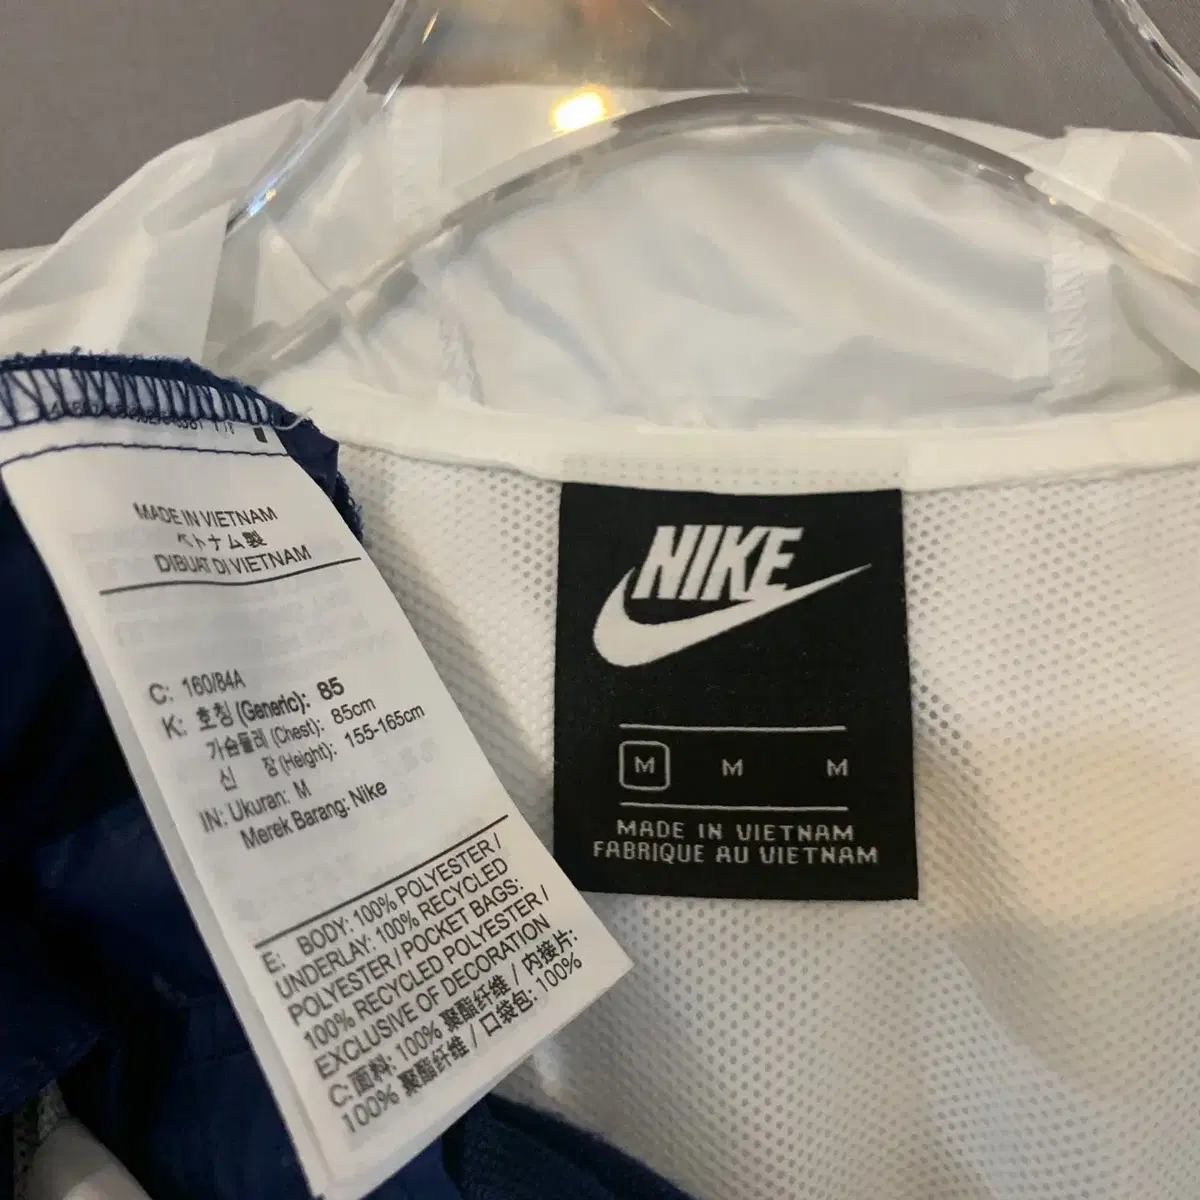 MADE IN VIETNAM
ベトナム製
DIBUAT DI VIETNAM
C: 160/84A
K: 호칭 (Generic): 85
가슴둘레 (Chest): 85cm
신 장 (Height): 155-165cm
IN: Ukuran: M
Merek Barang: Nike
E: BODY: 100% POLYESTER /
UNDERLAY: 100% RECYCLED
POLYESTER / POCKET BAGS:
100% RECYCLED POLYESTER /
EXCLUSIVE OF DECORATION
C: 面料: 100% 聚酯纤维 / 内接片:
100% 聚酯纤维 / 口袋包: 100%
NIKE
M M M
MADE IN VIETNAM
FABRIQUE AU VIETNAM